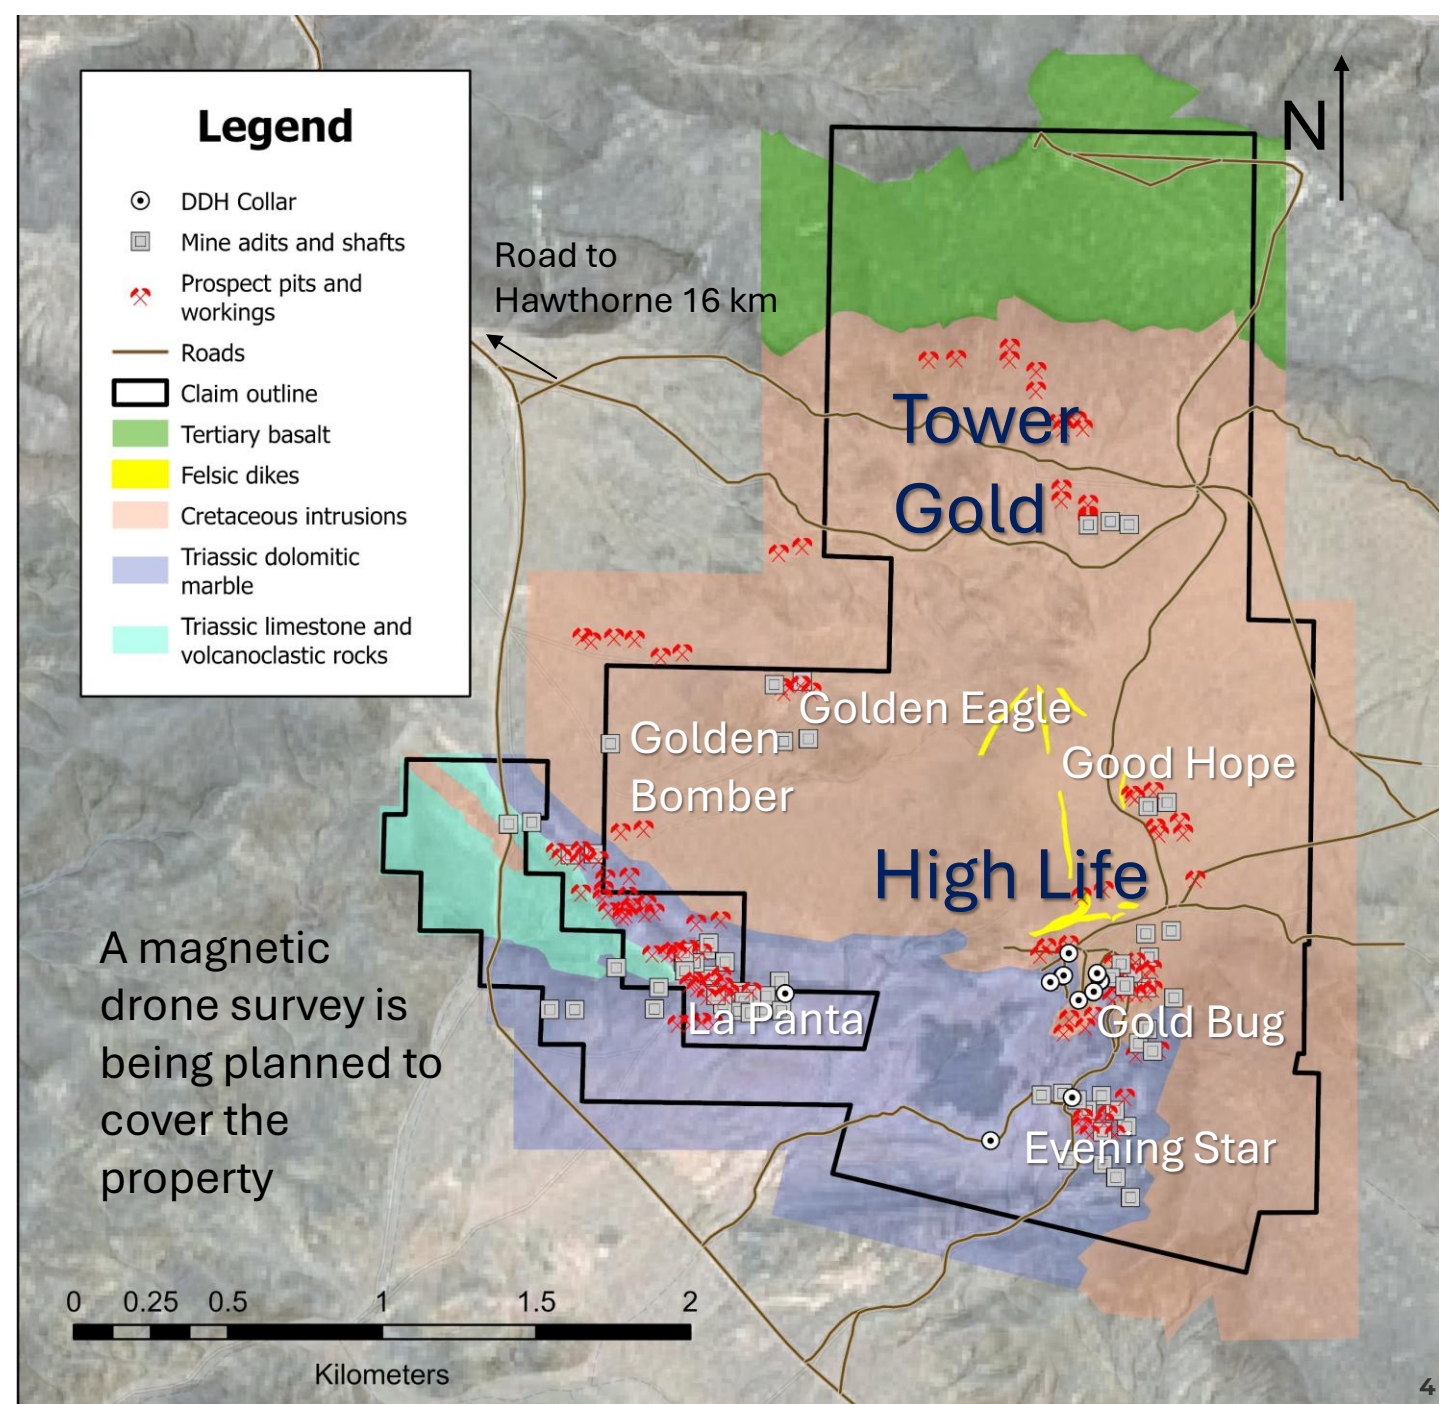 Legend
DDH Collar
Mine adits and shafts
Prospect pits and
workings
Roads
Claim outline
Tertiary basalt
Felsic dikes
Cretaceous intrusions
Triassic dolomitic
marble
Triassic limestone and
volcanoclastic rocks
N
Road to
Hawthorne 16 km
Tower
Gold
Golden Eagle
Golden
Bomber
Good Hope
High Life
La Panta
Gold Bug
Evening Star
A magnetic
drone survey is
being planned to
cover the
property
0 0.25 0.5 1 1.5 2
Kilometers
4